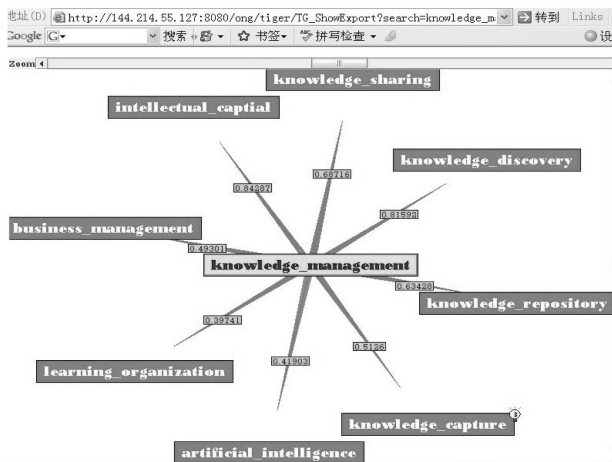 地址(D) http://144.214.55.127:8080/ong/tiger/TG_ShowExport?search=knowledge_m 转到 Links
Google G 搜索 书签 拼写检查 设
Zoom
knowledge_sharing
intellectual_captial
0.68716
knowledge_discovery
0.84287
0.81592
business_management
0.49301
knowledge_management
0.63428
knowledge_repository
0.39741
0.5126
0.41903
learning_organization
knowledge_capture
artificial_intelligence